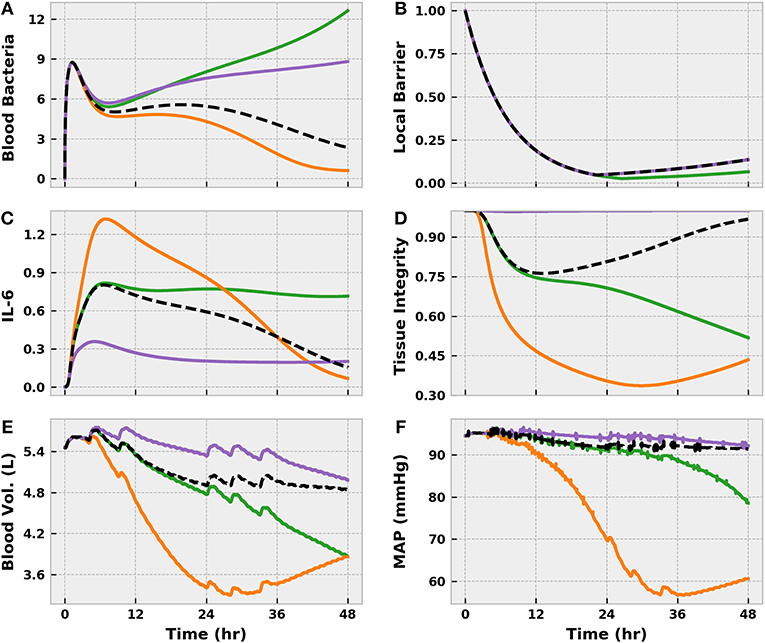 A
Blood Bacteria
12
9
6
3
0
B
Local Barrier
1.00
0.75
0.50
0.25
0.00
C
IL-6
1.2
0.9
0.6
0.3
0.0
D
Tissue Integrity
0.90
0.75
0.60
0.45
0.30
E
Blood Vol. (L)
5.4
4.8
4.2
3.6
0 12 24 36 48
Time (hr)
F
MAP (mmHg)
90
80
70
60
0 12 24 36 48
Time (hr)